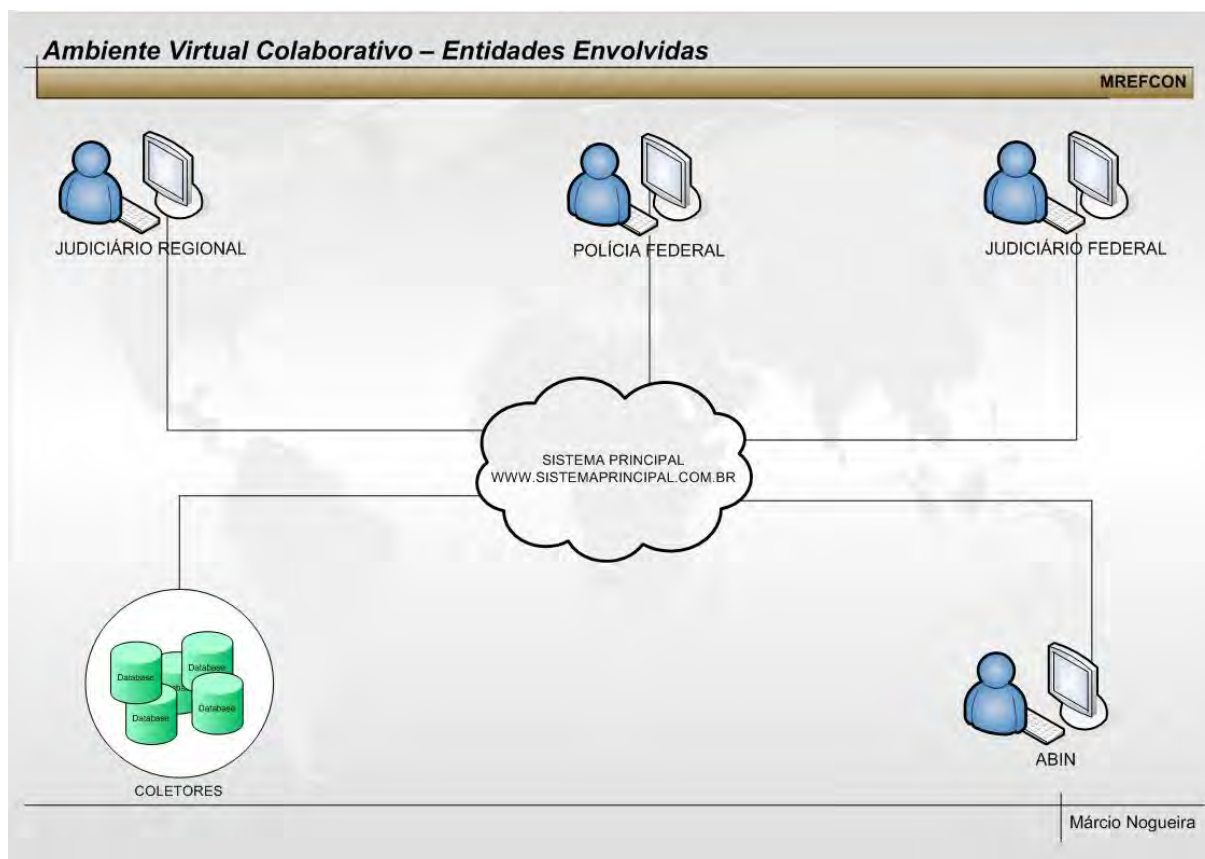 Ambiente Virtual Colaborativo – Entidades Envolvidas
MREFCON
JUDICIÁRIO REGIONAL
POLÍCIA FEDERAL
JUDICIÁRIO FEDERAL
SISTEMA PRINCIPAL
WWW.SISTEMAPRINCIPAL.COM.BR
Database
Database
Database
Database
COLETORES
ABIN
Márcio Nogueira